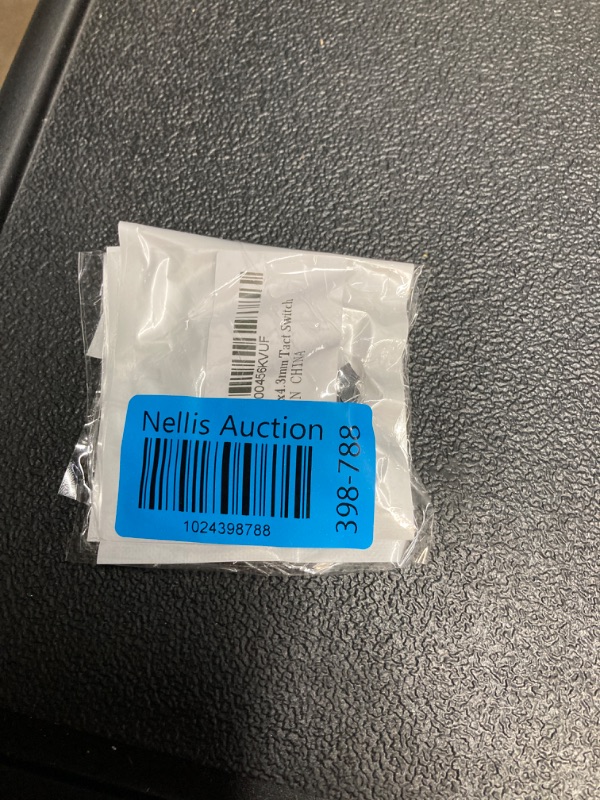 Nellis Auction
1024398788
398-788
00456KVUF
x4.3mm Tact Switch
N CHINA